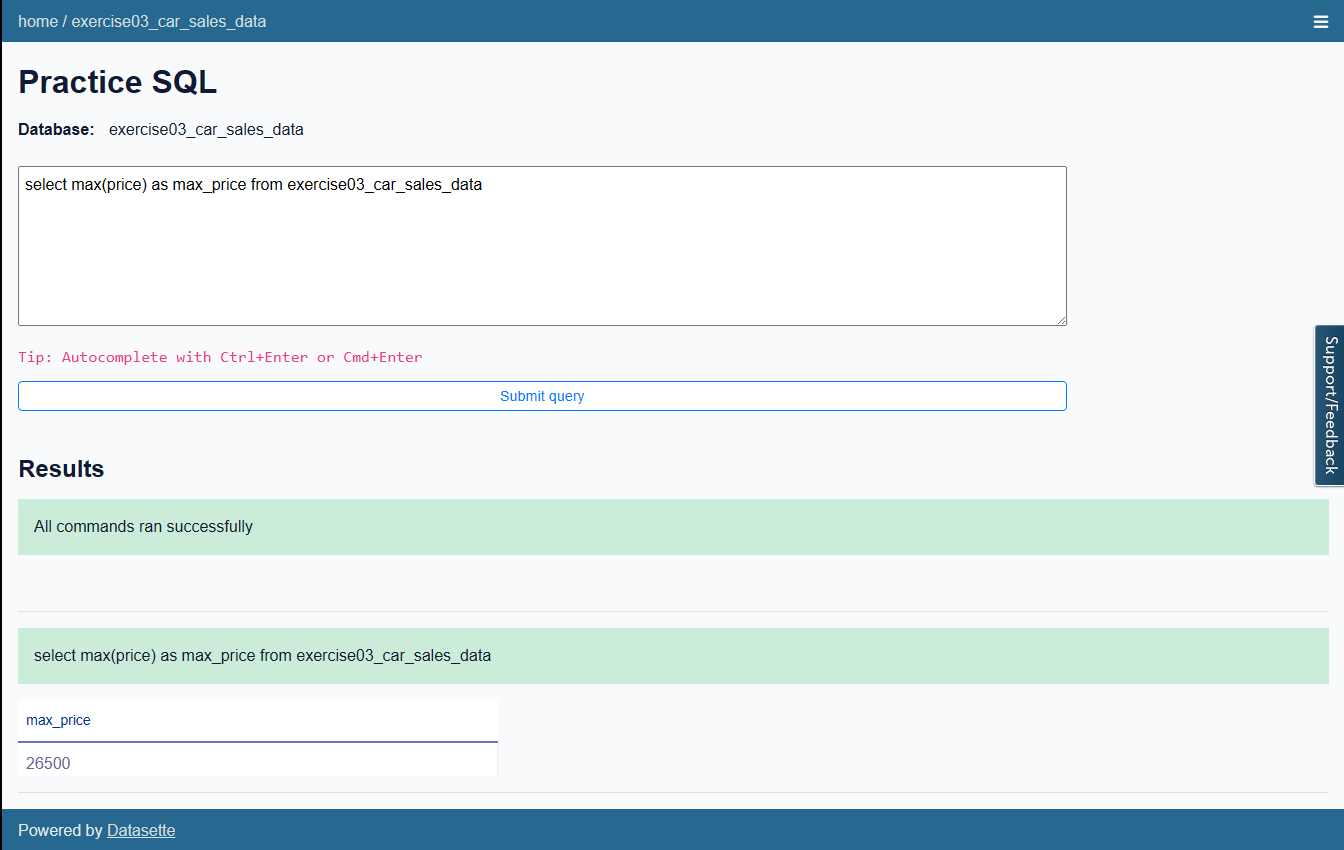 home / exercise03_car_sales_data
Practice SQL
Database: exercise03_car_sales_data
select max(price) as max_price from exercise03_car_sales_data
Tip: Autocomplete with Ctrl+Enter or Cmd+Enter
Submit query
Support/Feedback
Results
All commands ran successfully
select max(price) as max_price from exercise03_car_sales_data
max_price
26500
Powered by Datasette